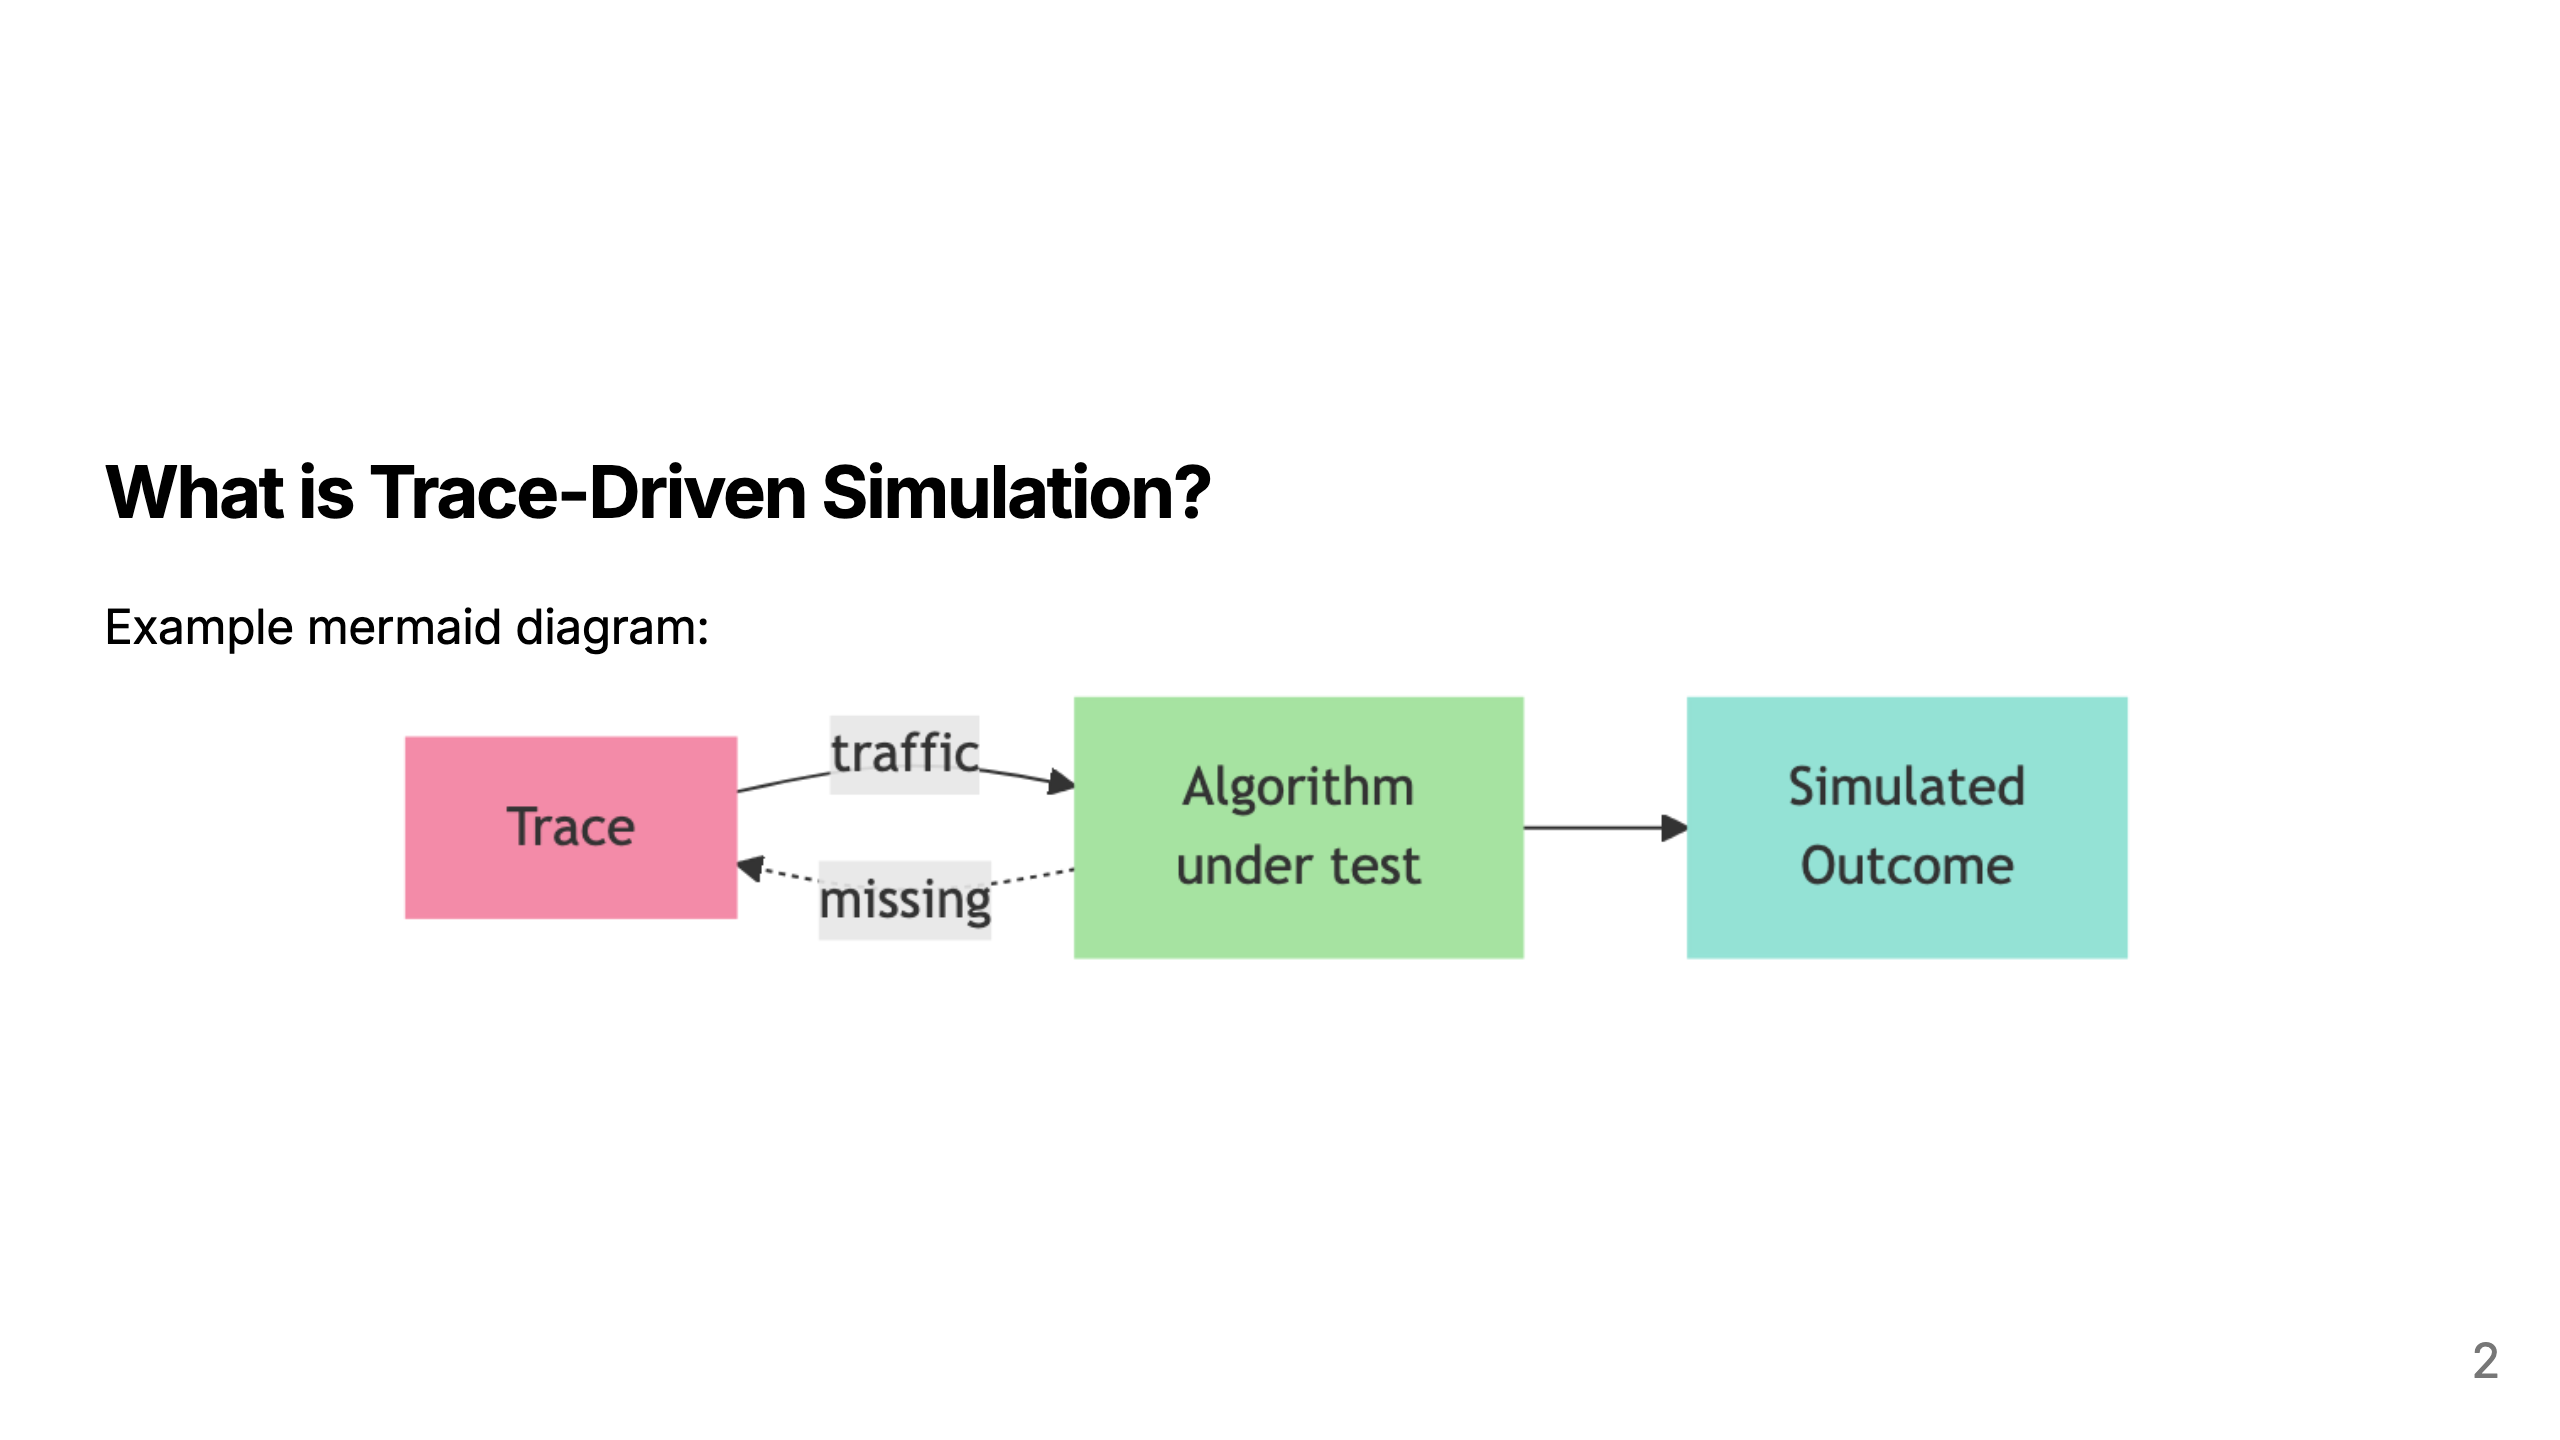 What is Trace-Driven Simulation?
Example mermaid diagram:
Trace
traffic
missing
Algorithm
under test
Simulated
Outcome
2